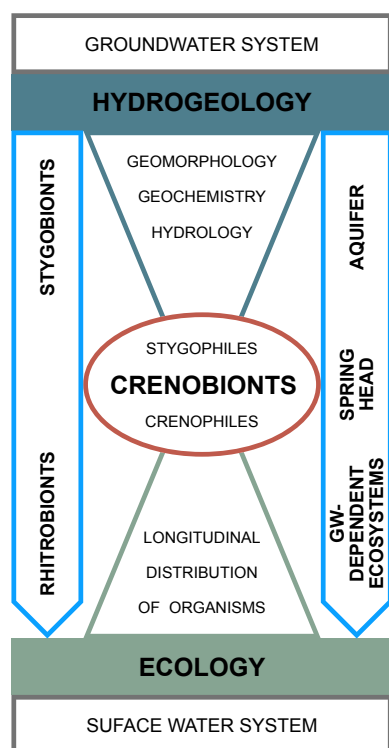 GROUNDWATER SYSTEM
HYDROGEOLOGY
STYGOBIONTS
RHITROBIONTS
GEOMORPHOLOGY
GEOCHEMISTRY
HYDROLOGY
STYGOPHILES
CRENOBIONTS
CRENOPHILES
LONGITUDINAL
DISTRIBUTION
OF ORGANISMS
AQUIFER
SPRING
HEAD
GW-
DEPENDENT
ECOSYSTEMS
ECOLOGY
SUFACE WATER SYSTEM